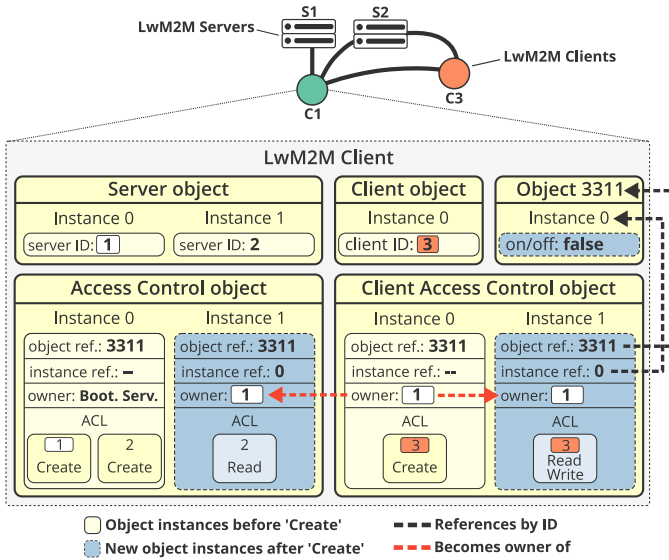 S1
S2
LwM2M Servers
LwM2M Clients
C1
C3
LwM2M Client
Server object
Instance 0
Instance 1
server ID: 1
server ID: 2
Client object
Instance 0
client ID: 3
Object 3311
Instance 0
on/off: false
Access Control object
Instance 0
object ref.: 3311
instance ref.: --
owner: Boot. Serv.
ACL
1
Create
2
Create
Instance 1
object ref.: 3311
instance ref.: 0
owner: 1
ACL
2
Read
Client Access Control object
Instance 0
object ref.: 3311
instance ref.: --
owner: 1
ACL
3
Create
Instance 1
object ref.: 3311
instance ref.: 0
owner: 1
ACL
3
Read
Write
Object instances before 'Create'
New object instances after 'Create'
References by ID
Becomes owner of